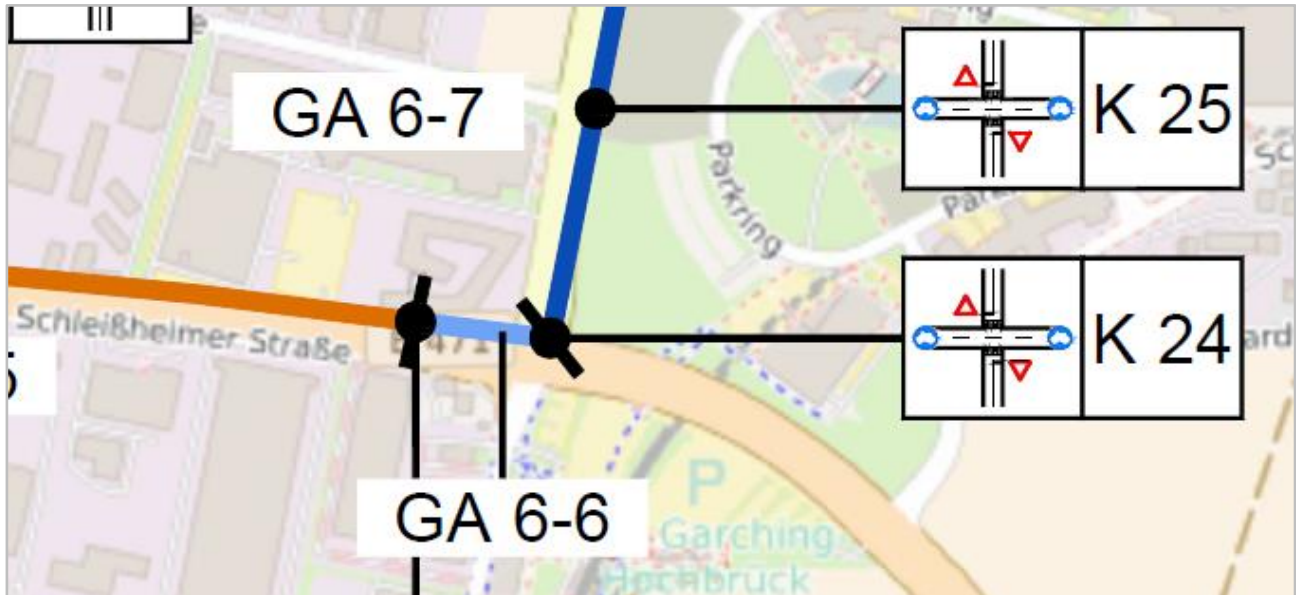 GA 6-7
K 25
Parkring
Schleißheimer Straße
K 24
GA 6-6
P
Garching
Hochbruck